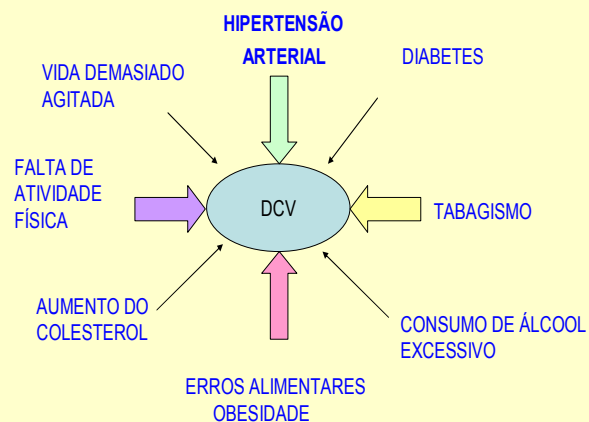 HIPERTENSÃO
ARTERIAL
DIABETES
VIDA DEMASIADO
AGITADA
FALTA DE
ATIVIDADE
FÍSICA
DCV
TABAGISMO
AUMENTO DO
COLESTEROL
CONSUMO DE ÁLCOOL
EXCESSIVO
ERROS ALIMENTARES
OBESIDADE